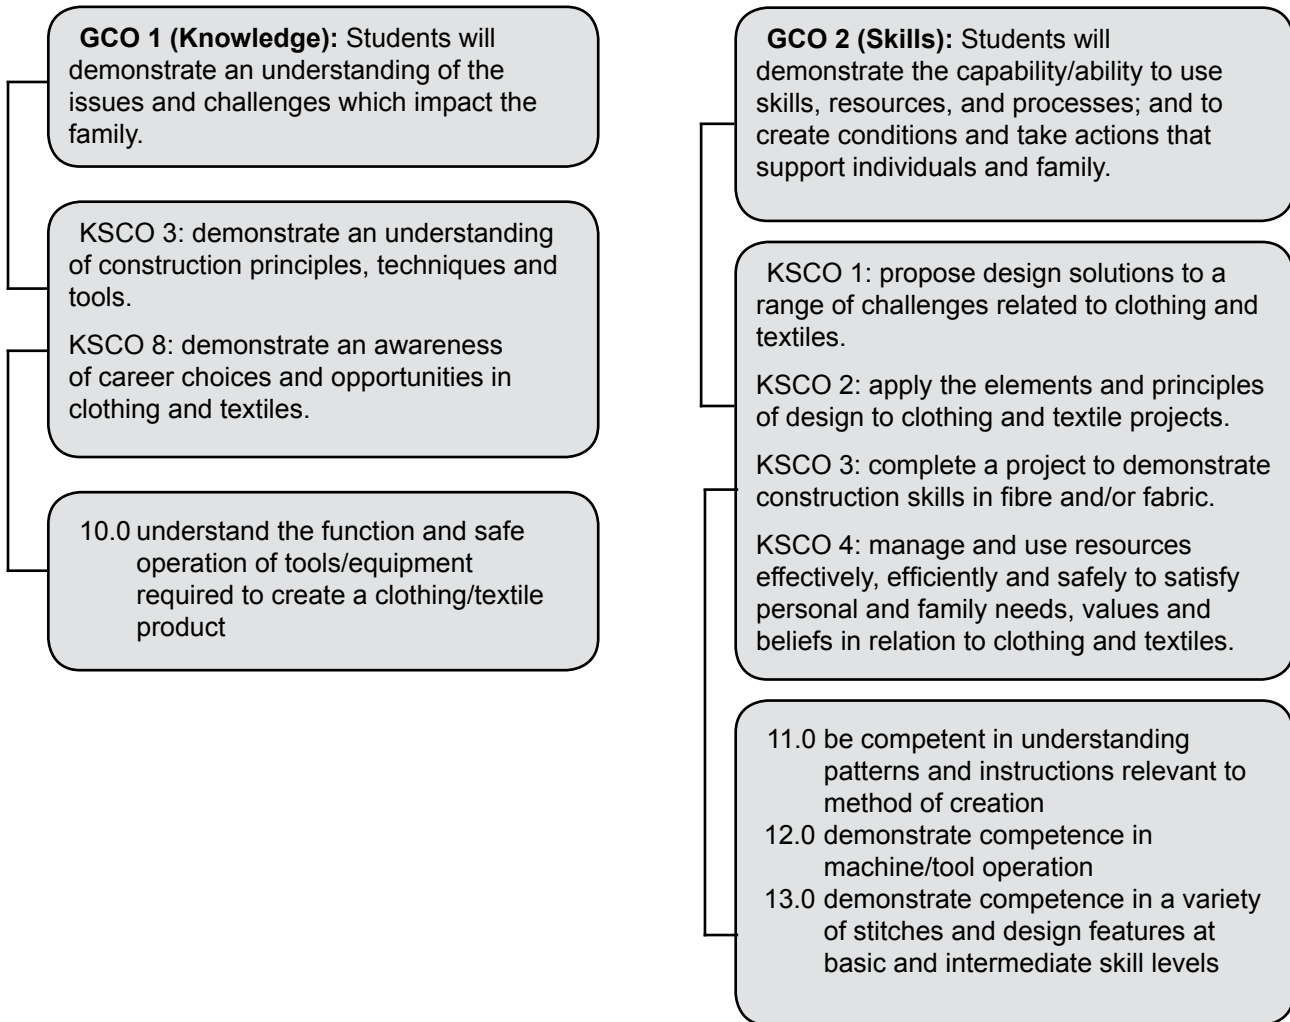 GCO 1 (Knowledge): Students will
demonstrate an understanding of the
issues and challenges which impact the
family.
KSCO 3: demonstrate an understanding
of construction principles, techniques and
tools.
KSCO 8: demonstrate an awareness
of career choices and opportunities in
clothing and textiles.
10.0 understand the function and safe
operation of tools/equipment
required to create a clothing/textile
product
GCO 2 (Skills): Students will
demonstrate the capability/ability to use
skills, resources, and processes; and to
create conditions and take actions that
support individuals and family.
KSCO 1: propose design solutions to a
range of challenges related to clothing and
textiles.
KSCO 2: apply the elements and principles
of design to clothing and textile projects.
KSCO 3: complete a project to demonstrate
construction skills in fibre and/or fabric.
KSCO 4: manage and use resources
effectively, efficiently and safely to satisfy
personal and family needs, values and
beliefs in relation to clothing and textiles.
11.0 be competent in understanding
patterns and instructions relevant to
method of creation
12.0 demonstrate competence in
machine/tool operation
13.0 demonstrate competence in a variety
of stitches and design features at
basic and intermediate skill levels